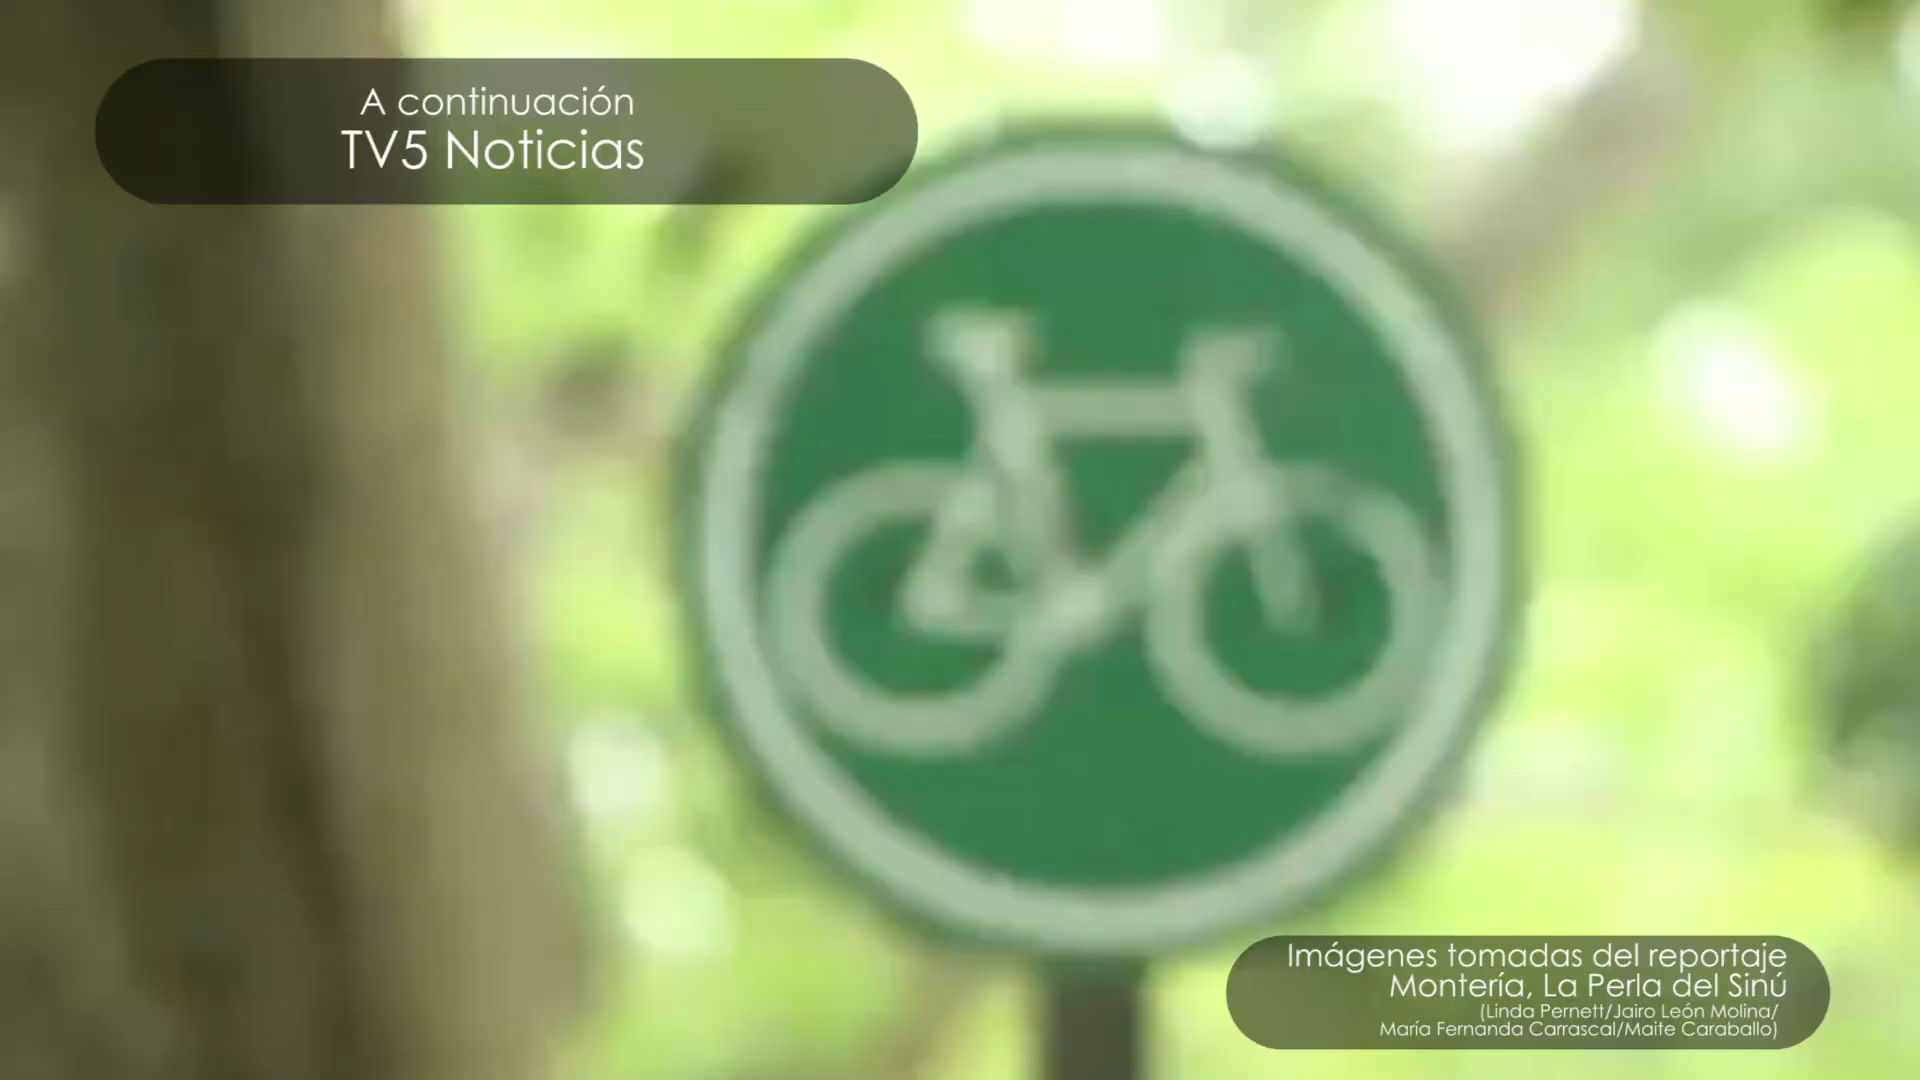 A continuación
TV5 Noticias
Imágenes tomadas del reportaje
Montería, La Perla del Sinú
(Linda Pernett/Jairo León Molina/
María Fernanda Carrascal/Maite Caraballo)